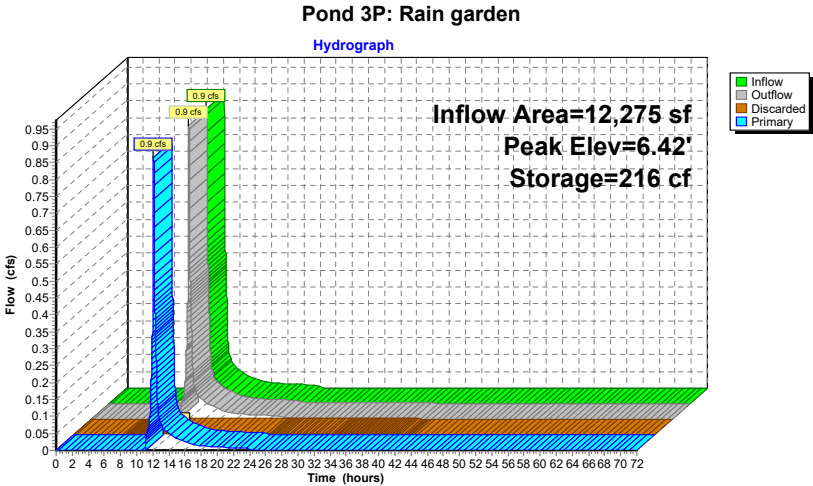 Pond 3P: Rain garden
Hydrograph
Inflow
Outflow
Discarded
Primary
Inflow Area=12,275 sf
Peak Elev=6.42'
Storage=216 cf
0.9 cfs
0.9 cfs
0.9 cfs
0.95
0.9
0.85
0.8
0.75
0.7
0.65
0.6
0.55
0.5
0.45
0.4
0.35
0.3
0.25
0.2
0.15
0.1
0.05
0
Flow (cfs)
0 2 4 6 8 10 12 14 16 18 20 22 24 26 28 30 32 34 36 38 40 42 44 46 48 50 52 54 56 58 60 62 64 66 68 70 72
Time (hours)